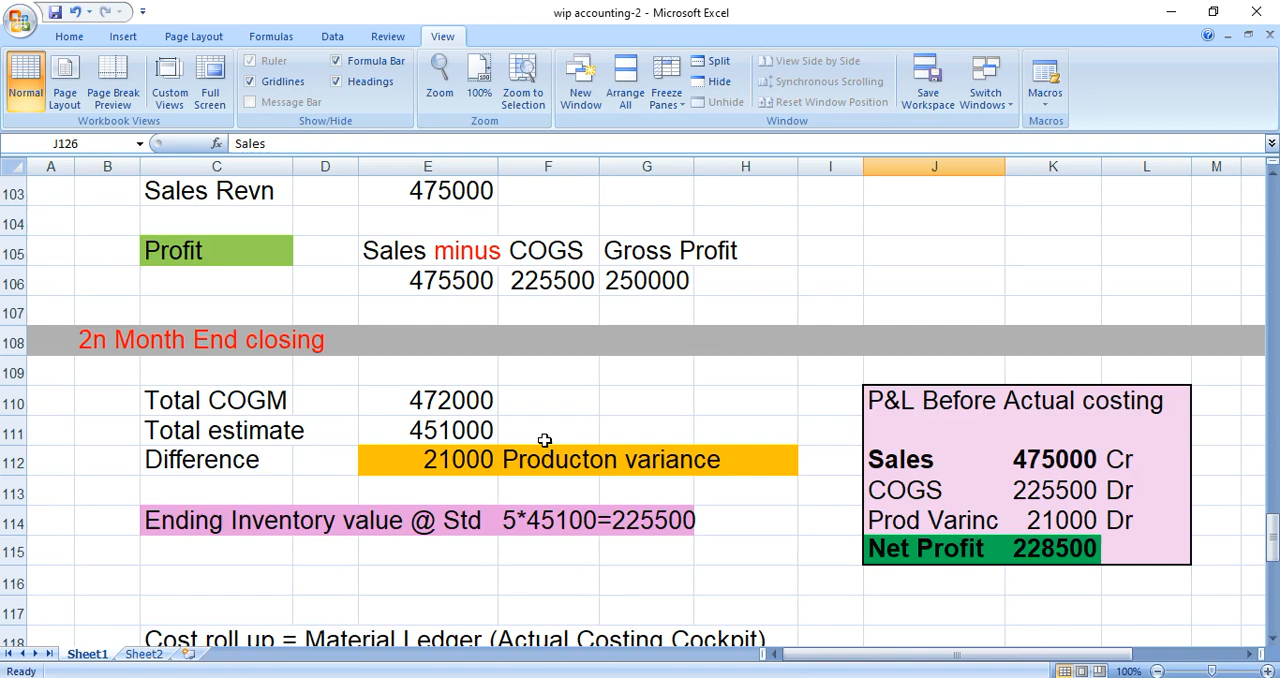 wip accounting-2 - Microsoft Excel
Home Insert Page Layout Formulas Data Review View
Normal Page Layout Page Break Preview Custom Views Full Screen
Workbook Views
Ruler Formula Bar
Gridlines Headings
Message Bar
Show/Hide
Zoom 100% Zoom to Selection
Zoom
New Window Arrange All Freeze Panes
Split
Hide
Unhide
View Side by Side
Synchronous Scrolling
Reset Window Position
Save Workspace Switch Windows
Window
Macros
Macros
J126 fx Sales
A B C D E F G H I J K L M
103 Sales Revn 475000
104
105 Profit Sales minus COGS Gross Profit
106 475500 225500 250000
107
108 2n Month End closing
109
110 Total COGM 472000 P&L Before Actual costing
111 Total estimate 451000
112 Difference 21000 Producton variance Sales 475000 Cr
113 COGS 225500 Dr
114 Ending Inventory value @ Std 5*45100=225500 Prod Varinc 21000 Dr
115 Net Profit 228500
116
117
118 Cost roll up = Material Ledger (Actual Costing Cockpit)
Sheet1 Sheet2
Ready 100%